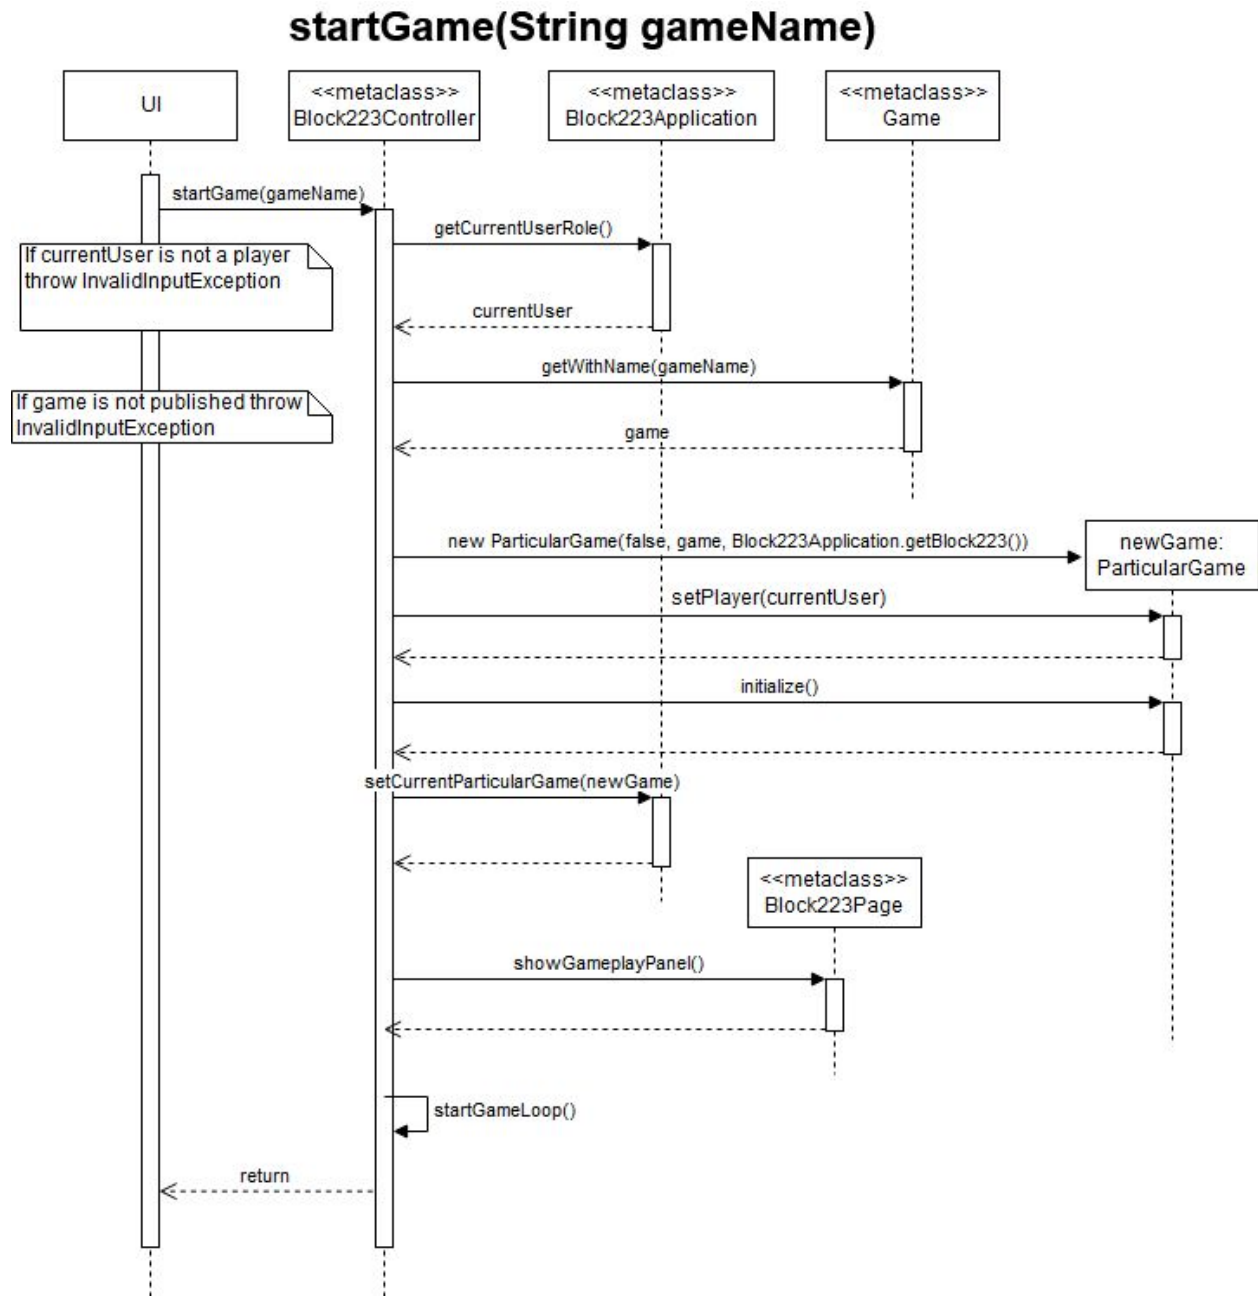 startGame(String gameName)
UI
<<metaclass>>
Block223Controller
<<metaclass>>
Block223Application
<<metaclass>>
Game
startGame(gameName)
getCurrentUserRole()
If currentUser is not a player
throw InvalidInputException
currentUser
getWithName(gameName)
If game is not published throw
InvalidInputException
game
new ParticularGame(false, game, Block223Application.getBlock223())
newGame:
ParticularGame
setPlayer(currentUser)
initialize()
setCurrentParticularGame(newGame)
<<metaclass>>
Block223Page
showGameplayPanel()
startGameLoop()
return